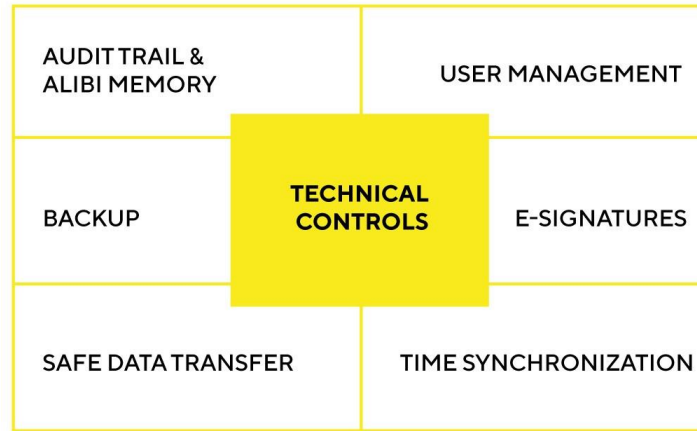 AUDIT TRAIL &
ALIBI MEMORY
USER MANAGEMENT
BACKUP
TECHNICAL
CONTROLS
E-SIGNATURES
SAFE DATA TRANSFER
TIME SYNCHRONIZATION